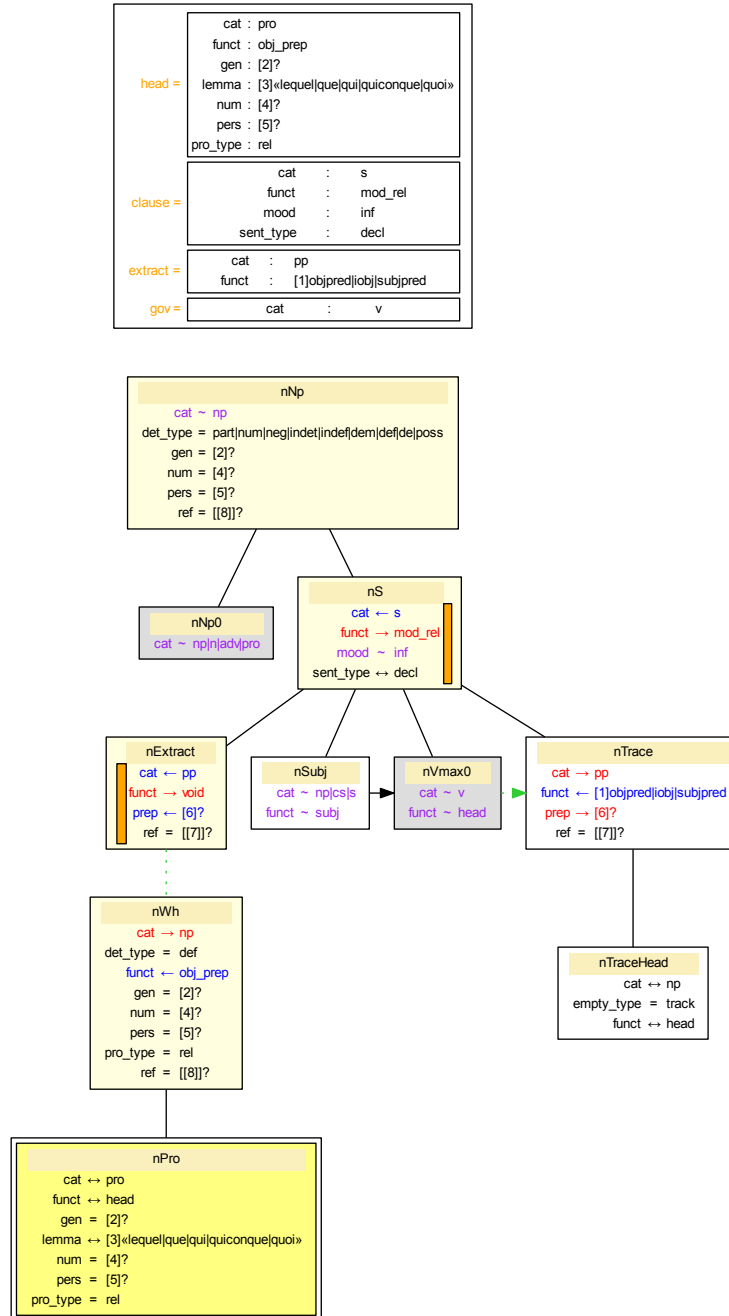 head =
cat : pro
funct : obj_prep
gen : [2]?
lemma : [3]«lequel|que|qui|quiconque|quoi»
num : [4]?
pers : [5]?
pro_type : rel
clause =
cat : s
funct : mod_rel
mood : inf
sent_type : decl
extract =
cat : pp
funct : [1]objpred|iobj|subjpred
gov =
cat : v
nNp
cat ~ np
det_type = part|num|neg|indet|indef|dem|def|de|poss
gen = [2]?
num = [4]?
pers = [5]?
ref = [[8]]?
nNp0
cat ~ np|n|adv|pro
nS
cat ← s
funct → mod_rel
mood ~ inf
sent_type ↔ decl
nExtract
cat ← pp
funct → void
prep ← [6]?
ref = [[7]]?
nSubj
cat ~ np|cs|s
funct ~ subj
nVmax0
cat ~ v
funct ~ head
nTrace
cat → pp
funct ← [1]objpred|iobj|subjpred
prep → [6]?
ref = [[7]]?
nWh
cat → np
det_type = def
funct ← obj_prep
gen = [2]?
num = [4]?
pers = [5]?
pro_type = rel
ref = [[8]]?
nTraceHead
cat ↔ np
empty_type = track
funct ↔ head
nPro
cat ↔ pro
funct ↔ head
gen = [2]?
lemma ↔ [3]«lequel|que|qui|quiconque|quoi»
num = [4]?
pers = [5]?
pro_type = rel